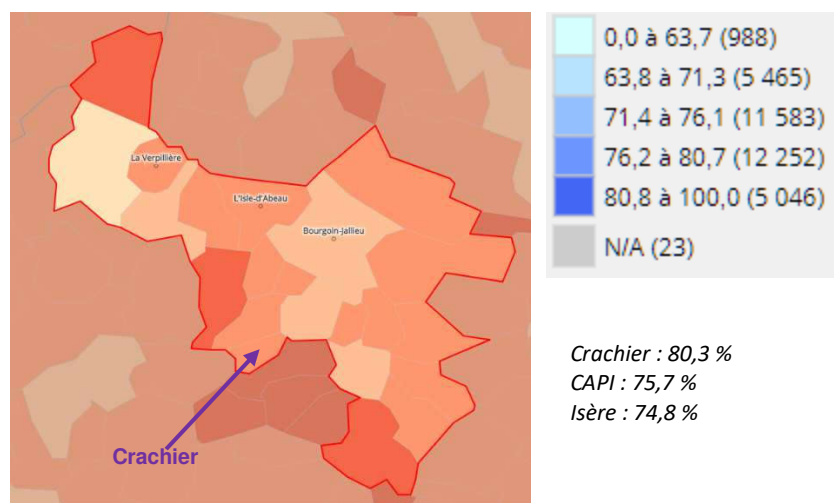 La Verpillière
L'Isle-d'Abeau
Bourgoin-Jallieu
Crachier
0,0 à 63,7 (988)
63,8 à 71,3 (5 465)
71,4 à 76,1 (11 583)
76,2 à 80,7 (12 252)
80,8 à 100,0 (5 046)
N/A (23)
Crachier : 80,3 %
CAPI : 75,7 %
Isère : 74,8 %